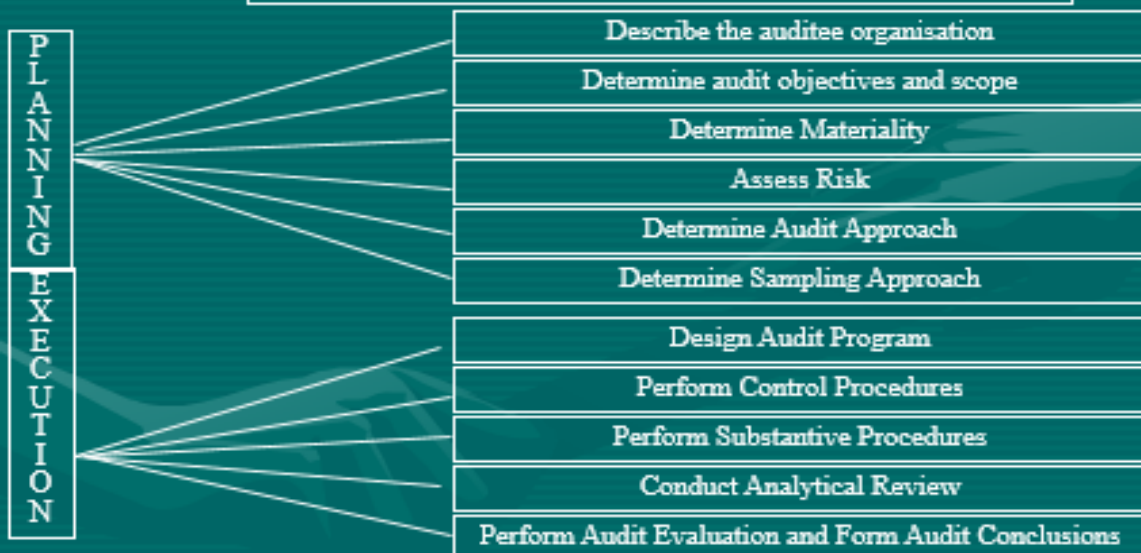 PLANNING
Describe the auditee organisation
Determine audit objectives and scope
Determine Materiality
Assess Risk
Determine Audit Approach
Determine Sampling Approach
EXECUTION
Design Audit Program
Perform Control Procedures
Perform Substantive Procedures
Conduct Analytical Review
Perform Audit Evaluation and Form Audit Conclusions